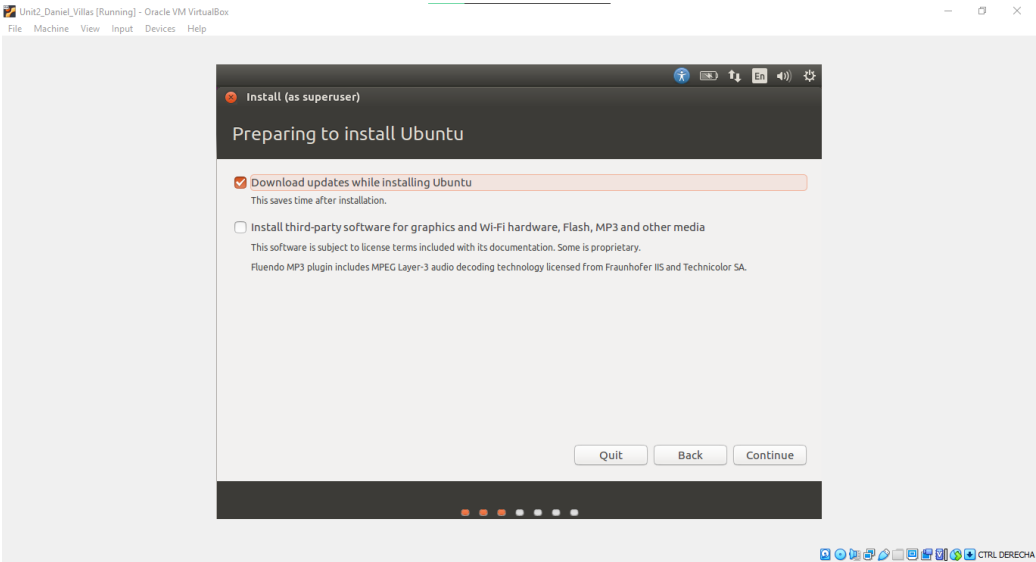 Unit2_Daniel_Villas [Running] - Oracle VM VirtualBox
File Machine View Input Devices Help
En
Install (as superuser)
Preparing to install Ubuntu
Download updates while installing Ubuntu
This saves time after installation.
Install third-party software for graphics and Wi-Fi hardware, Flash, MP3 and other media
This software is subject to license terms included with its documentation. Some is proprietary.
Fluendo MP3 plugin includes MPEG Layer-3 audio decoding technology licensed from Fraunhofer IIS and Technicolor SA.
Quit Back Continue
CTRL DERECHA